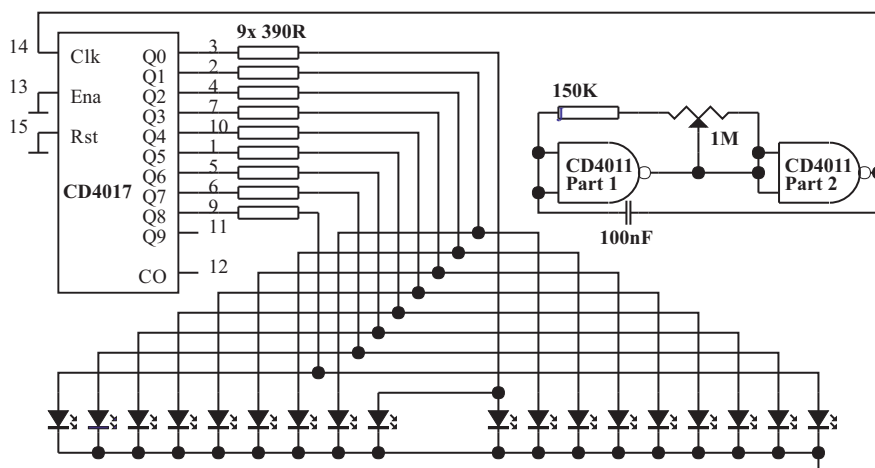 9x 390R
14
Clk
Q0
3
Q1
2
13
Ena
Q2
4
Q3
7
15
Rst
Q4
10
Q5
1
Q6
5
CD4017
Q7
6
Q8
9
Q9
11
CO
12
150K
1M
CD4011
Part 1
CD4011
Part 2
100nF